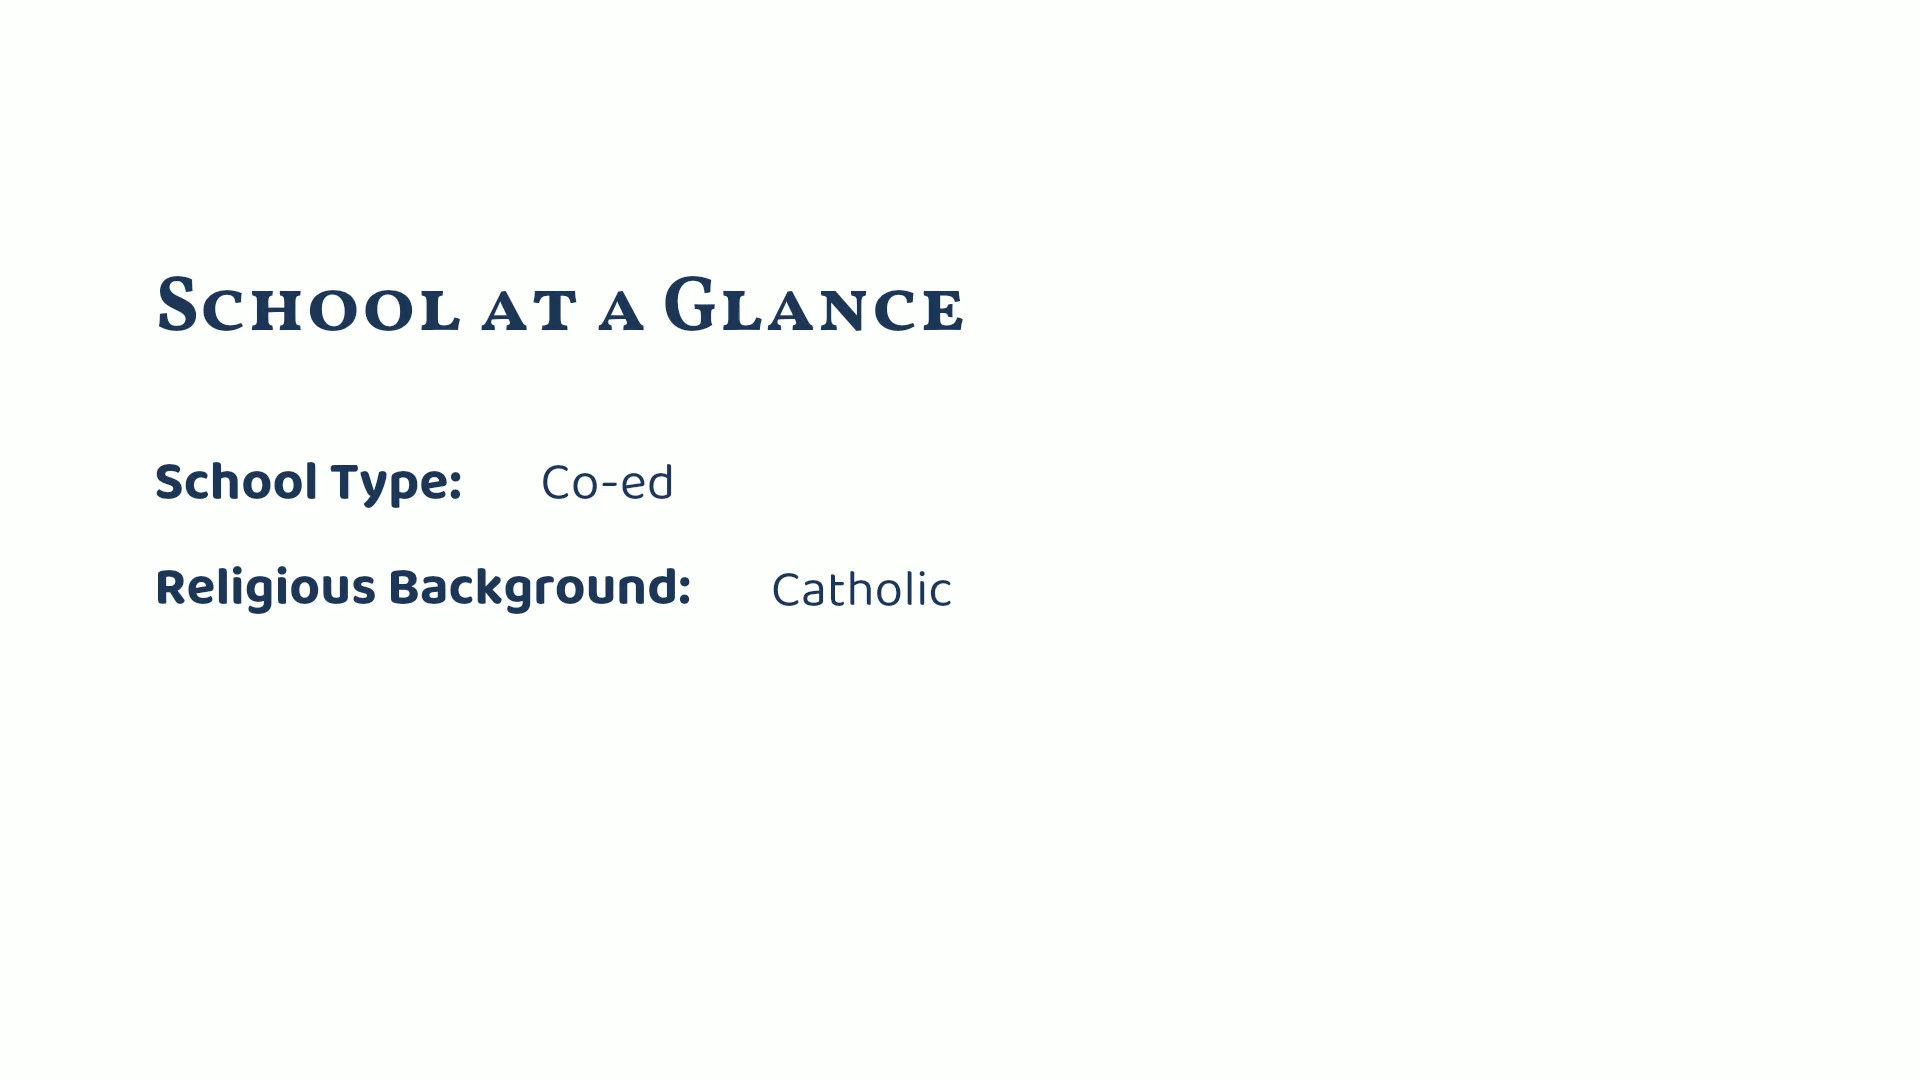 School at a Glance
School Type: Co-ed
Religious Background: Catholic